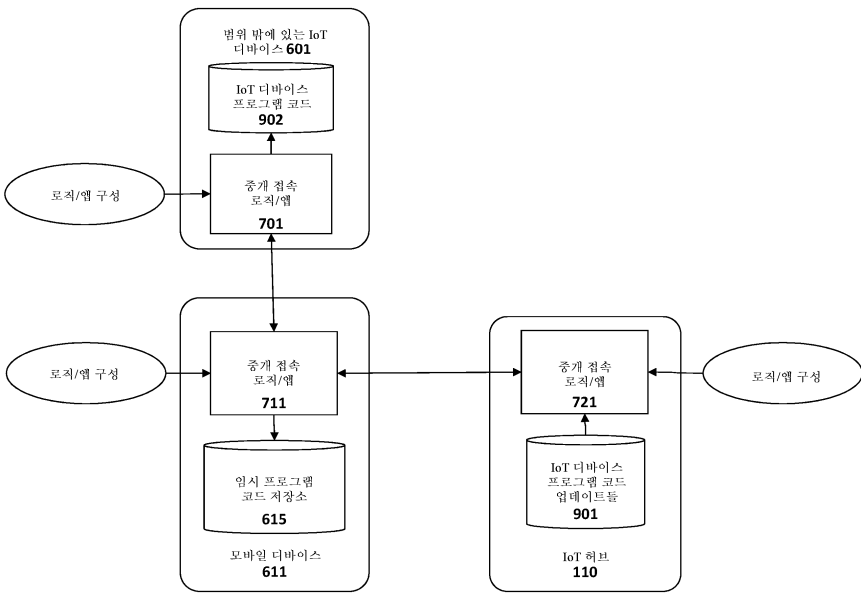 범위 밖에 있는 IoT
디바이스 601
IoT 디바이스
프로그램 코드
902
로직/앱 구성
중개 접속
로직/앱
701
로직/앱 구성
중개 접속
로직/앱
711
임시 프로그램
코드 저장소
615
모바일 디바이스
611
중개 접속
로직/앱
721
로직/앱 구성
IoT 디바이스
프로그램 코드
업데이트들
901
IoT 허브
110